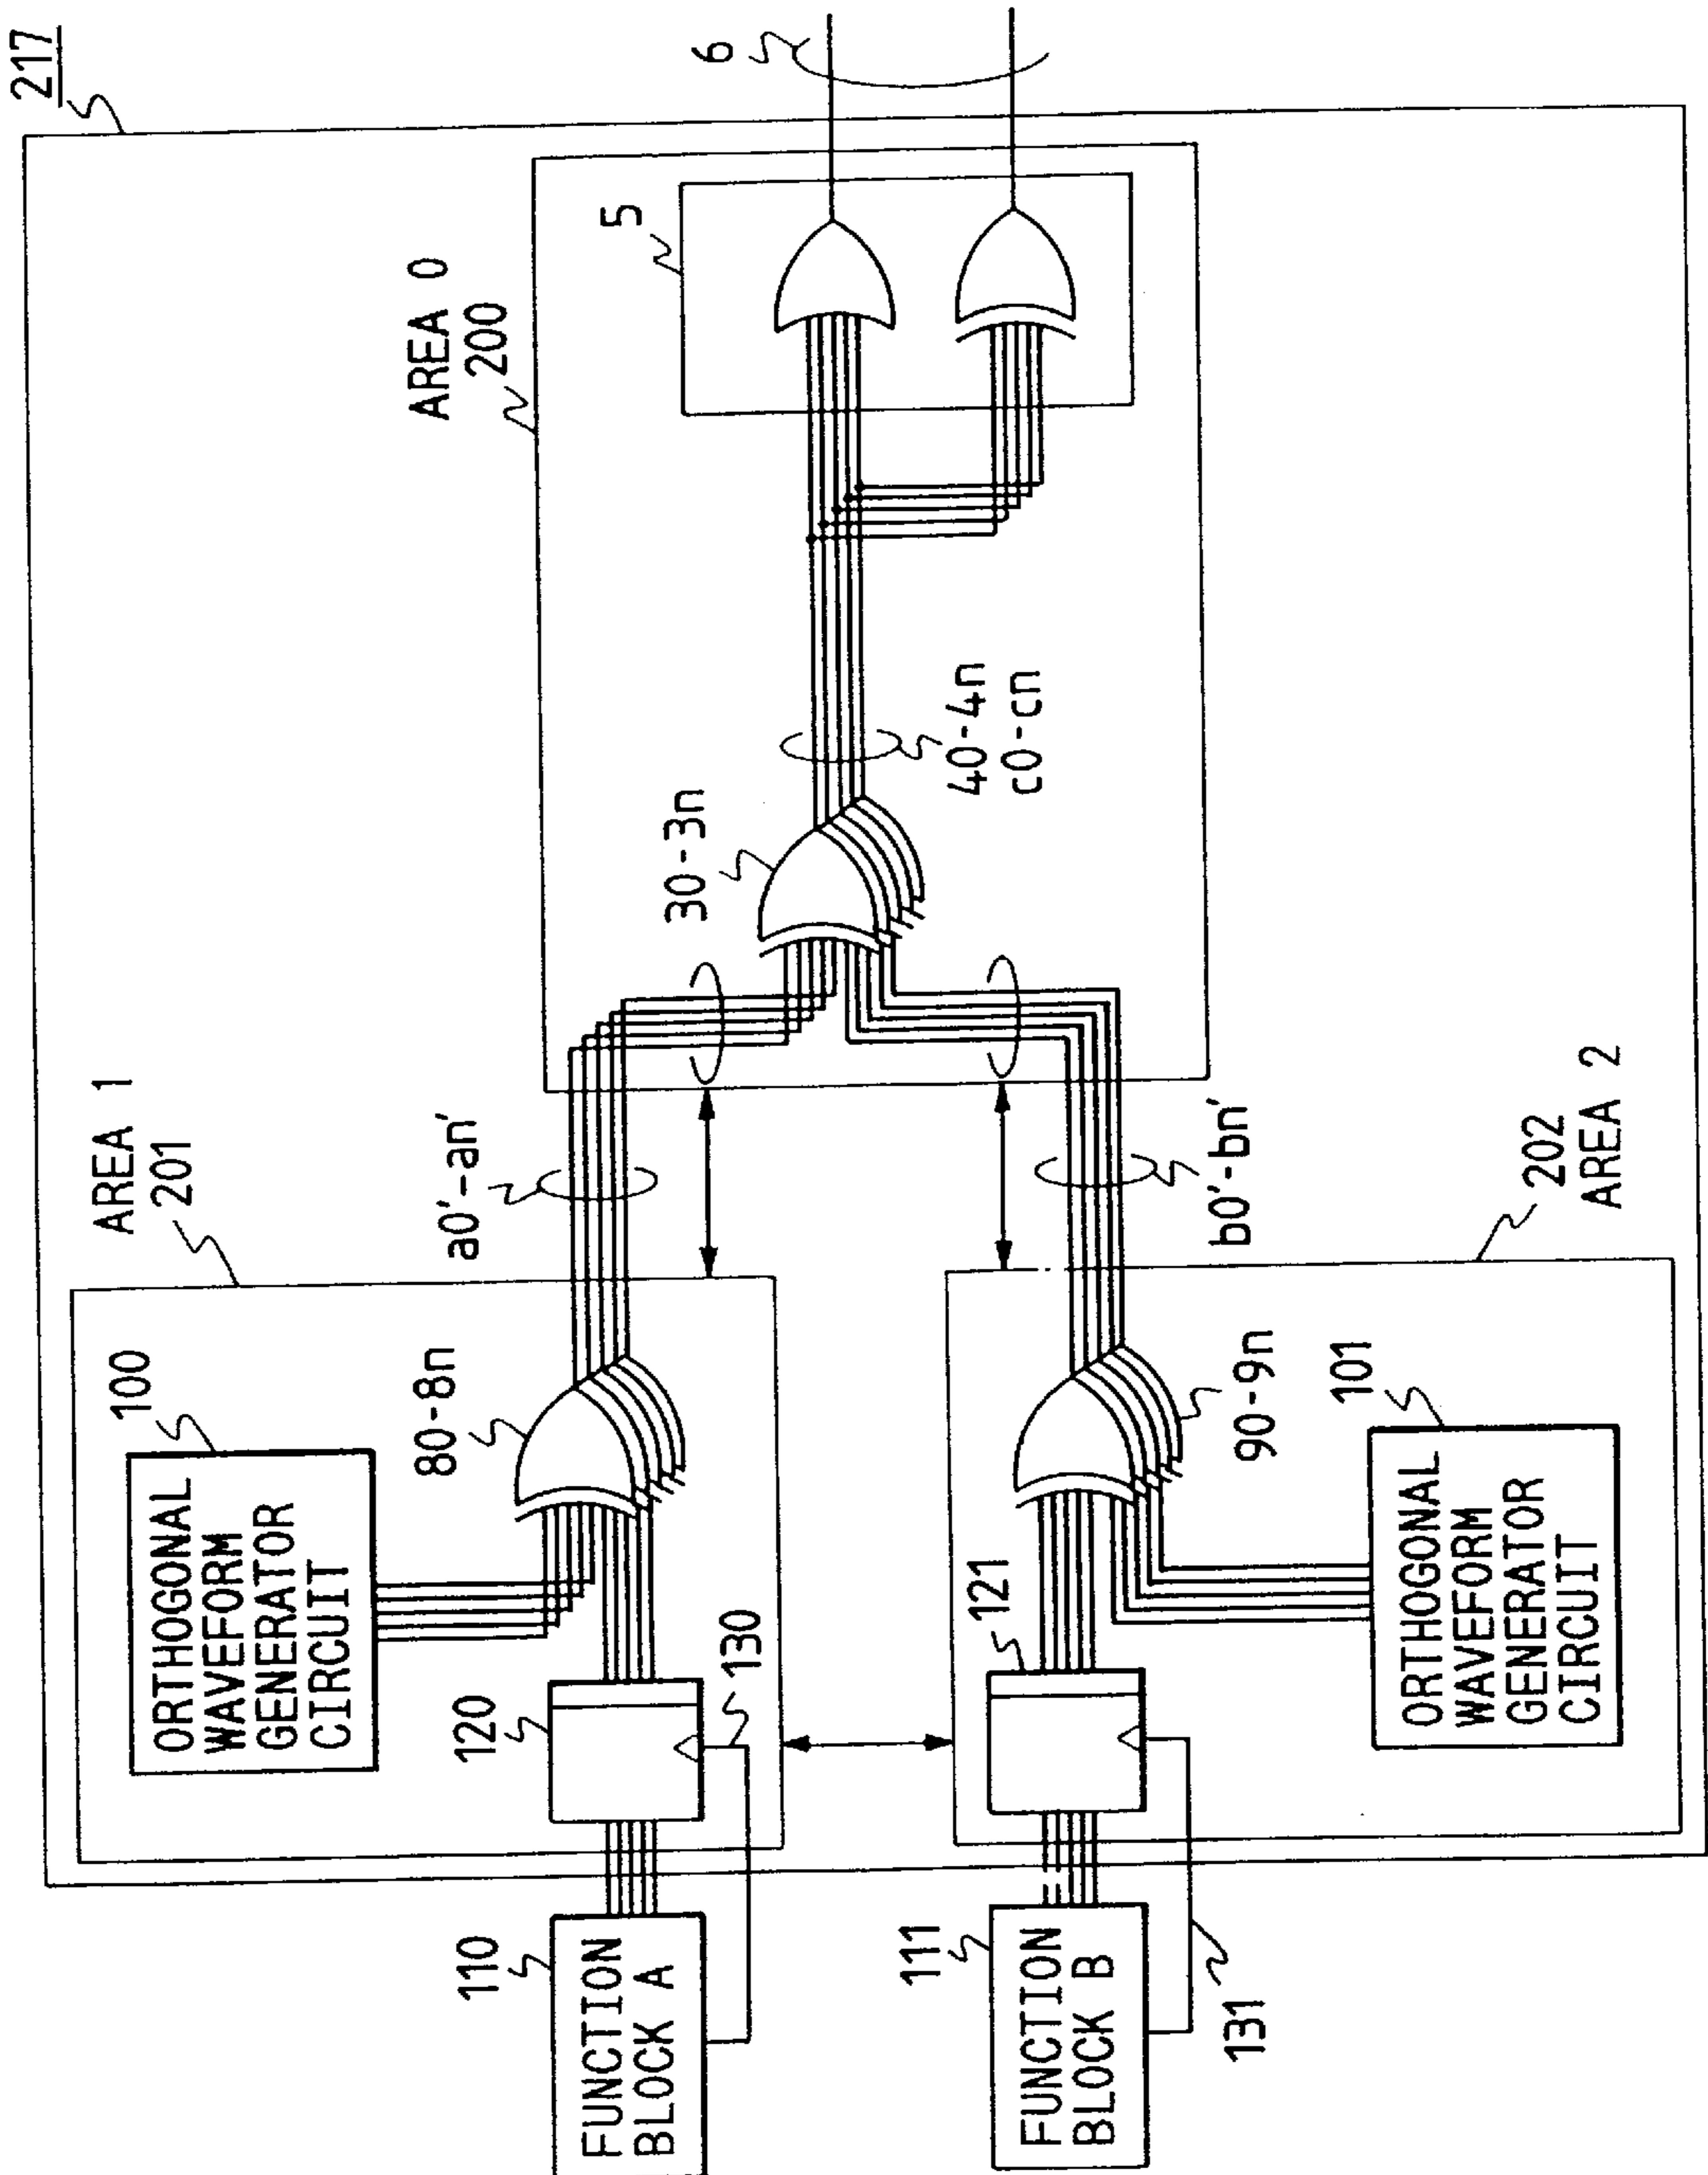 217
AREA 1
201
100
ORTHOGONAL
WAVEFORM
GENERATOR
CIRCUIT
80-8n
a0'-an'
110
FUNCTION
BLOCK A
120
130
AREA 0
200
30-3n
40-4n
c0-cn
5
6
111
FUNCTION
BLOCK B
131
121
90-9n
101
ORTHOGONAL
WAVEFORM
GENERATOR
CIRCUIT
b0'-bn'
202
AREA 2